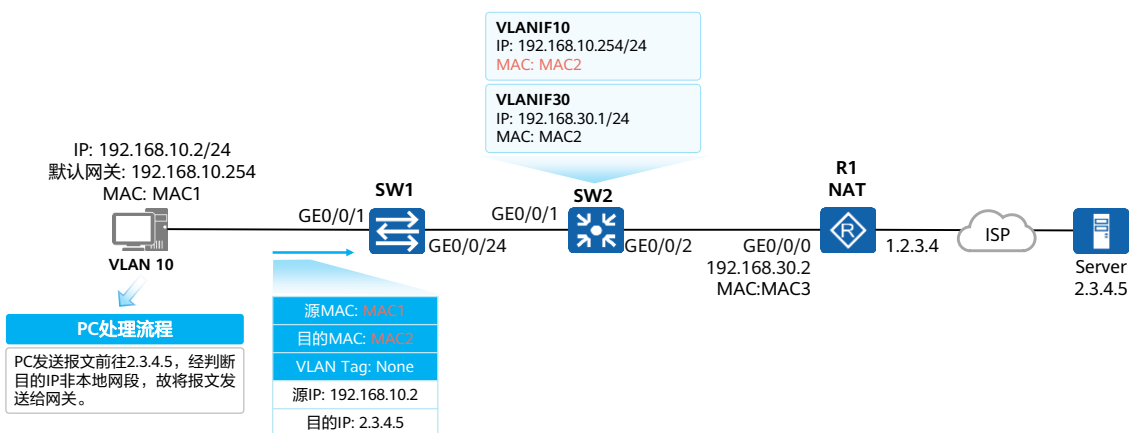 VLANIF10
IP: 192.168.10.254/24
MAC: MAC2
VLANIF30
IP: 192.168.30.1/24
MAC: MAC2
IP: 192.168.10.2/24
默认网关: 192.168.10.254
MAC: MAC1
SW1
SW2
R1
NAT
GE0/0/1
GE0/0/24
GE0/0/1
GE0/0/2
GE0/0/0
192.168.30.2
MAC:MAC3
R
1.2.3.4
ISP
Server
2.3.4.5
VLAN 10
PC处理流程
PC发送报文前往2.3.4.5，经判断
目的IP非本地网段，故将报文发
送给网关。
源MAC: MAC1
目的MAC: MAC2
VLAN Tag: None
源IP: 192.168.10.2
目的IP: 2.3.4.5